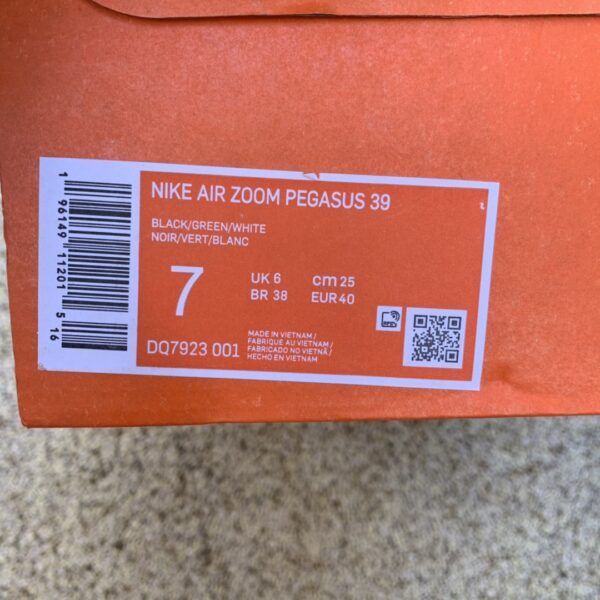 NIKE AIR ZOOM PEGASUS 39
BLACK/GREEN/WHITE
NOIR/VERT/BLANC
7
UK 6
cm 25
BR 38
EUR 40
DQ7923 001
MADE IN VIETNAM /
FABRIQUE AU VIETNAM /
FABRICADO NO VIETNÃ /
HECHO EN VIETNAM
1 96149 11201 5 16